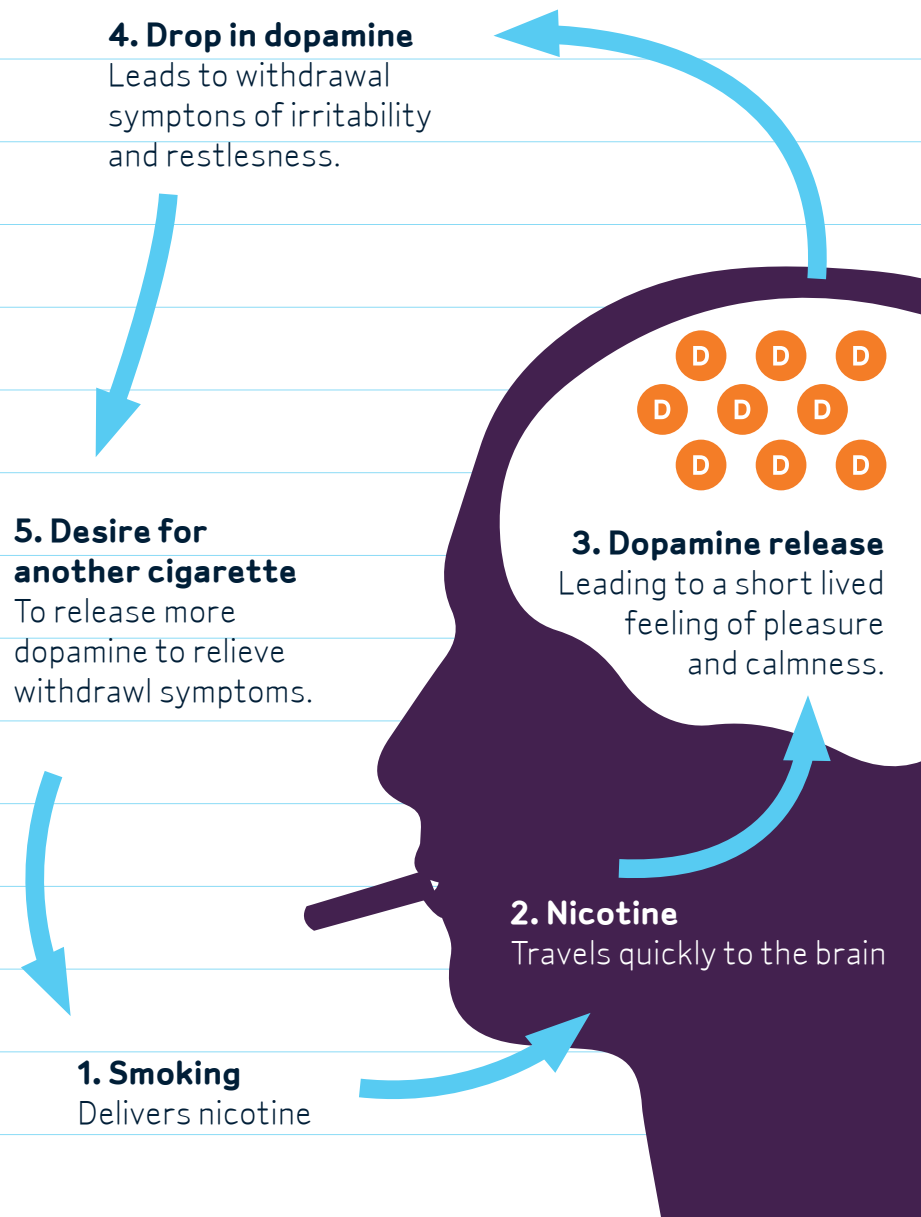 4. Drop in dopamine
Leads to withdrawal
symptons of irritability
and restlesness.
D D D
D D D
D D D
5. Desire for
another cigarette
To release more
dopamine to relieve
withdrawl symptoms.
3. Dopamine release
Leading to a short lived
feeling of pleasure
and calmness.
2. Nicotine
Travels quickly to the brain
1. Smoking
Delivers nicotine